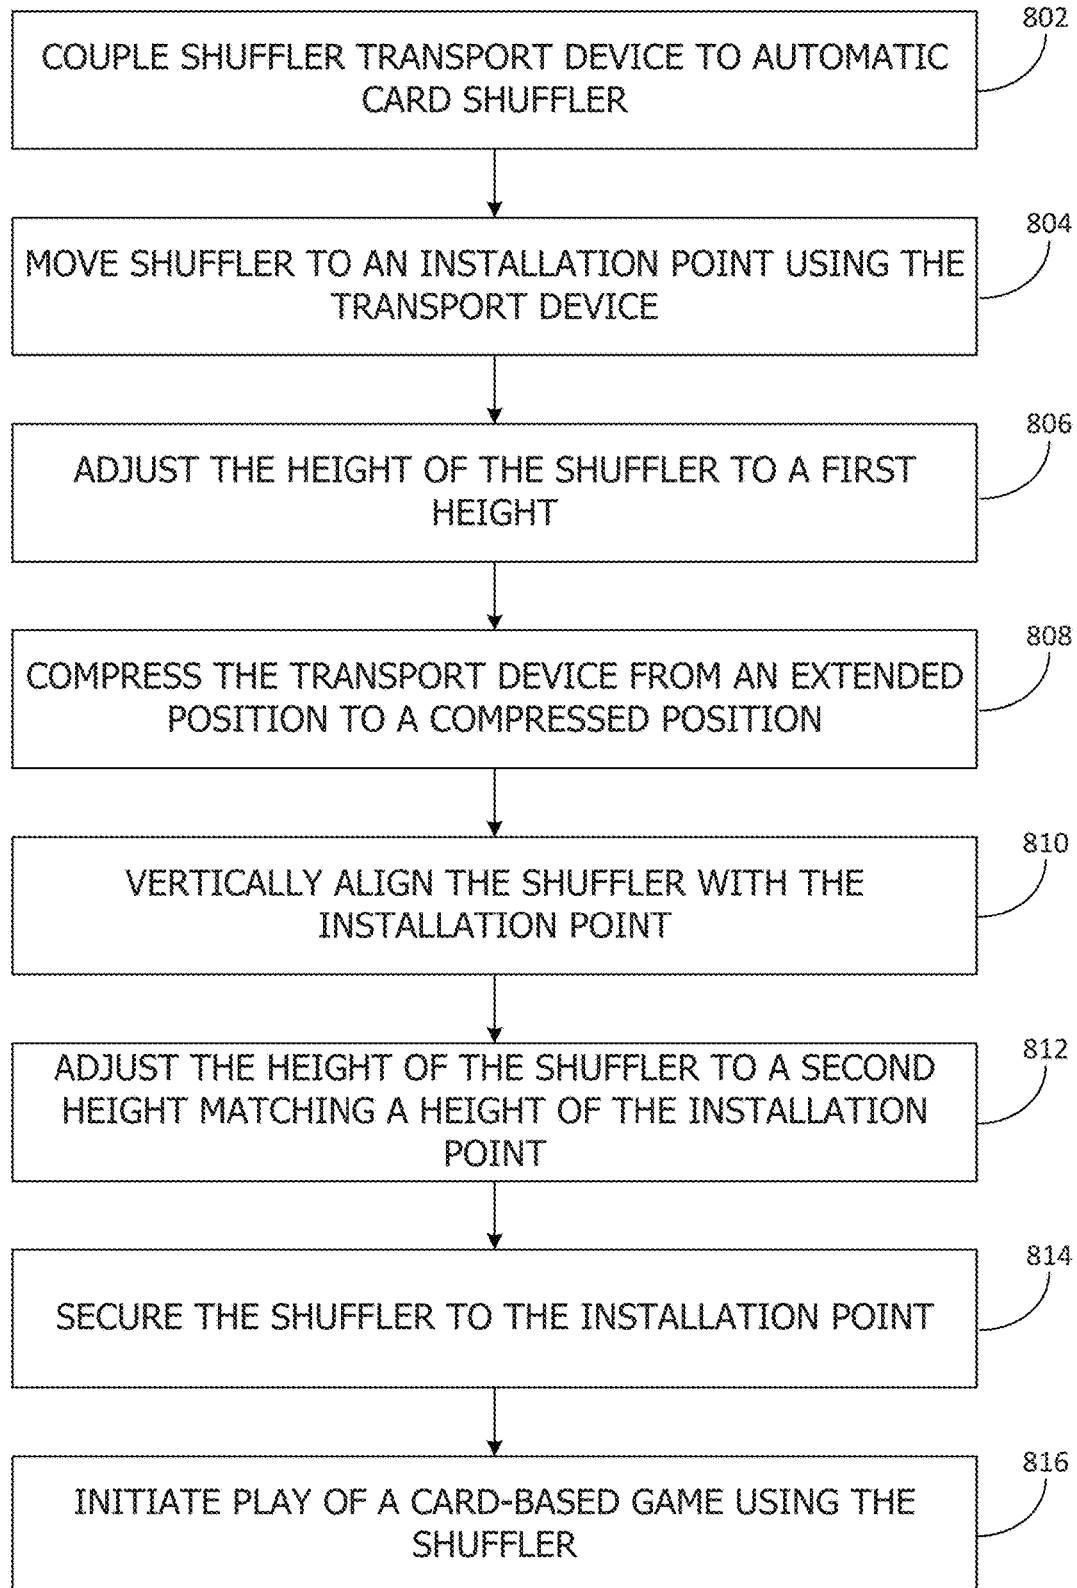 802
COUPLE SHUFFLER TRANSPORT DEVICE TO AUTOMATIC
CARD SHUFFLER
804
MOVE SHUFFLER TO AN INSTALLATION POINT USING THE
TRANSPORT DEVICE
806
ADJUST THE HEIGHT OF THE SHUFFLER TO A FIRST
HEIGHT
808
COMPRESS THE TRANSPORT DEVICE FROM AN EXTENDED
POSITION TO A COMPRESSED POSITION
810
VERTICALLY ALIGN THE SHUFFLER WITH THE
INSTALLATION POINT
812
ADJUST THE HEIGHT OF THE SHUFFLER TO A SECOND
HEIGHT MATCHING A HEIGHT OF THE INSTALLATION
POINT
814
SECURE THE SHUFFLER TO THE INSTALLATION POINT
816
INITIATE PLAY OF A CARD-BASED GAME USING THE
SHUFFLER